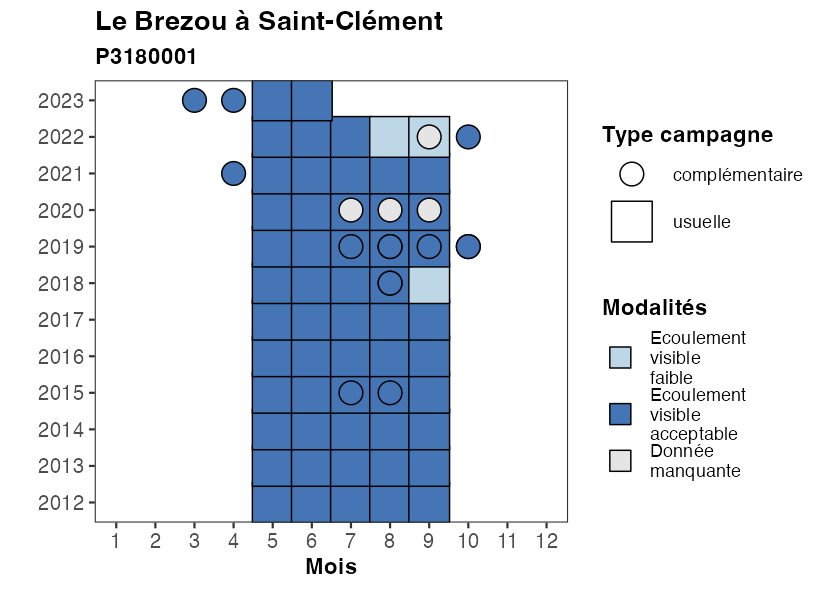 Le Brezou à Saint-Clément
P3180001
2023
2022
2021
2020
2019
2018
2017
2016
2015
2014
2013
2012
1 2 3 4 5 6 7 8 9 10 11 12
Mois
Type campagne
complémentaire
usuelle
Modalités
Ecoulement
visible
faible
Ecoulement
visible
acceptable
Donnée
manquante